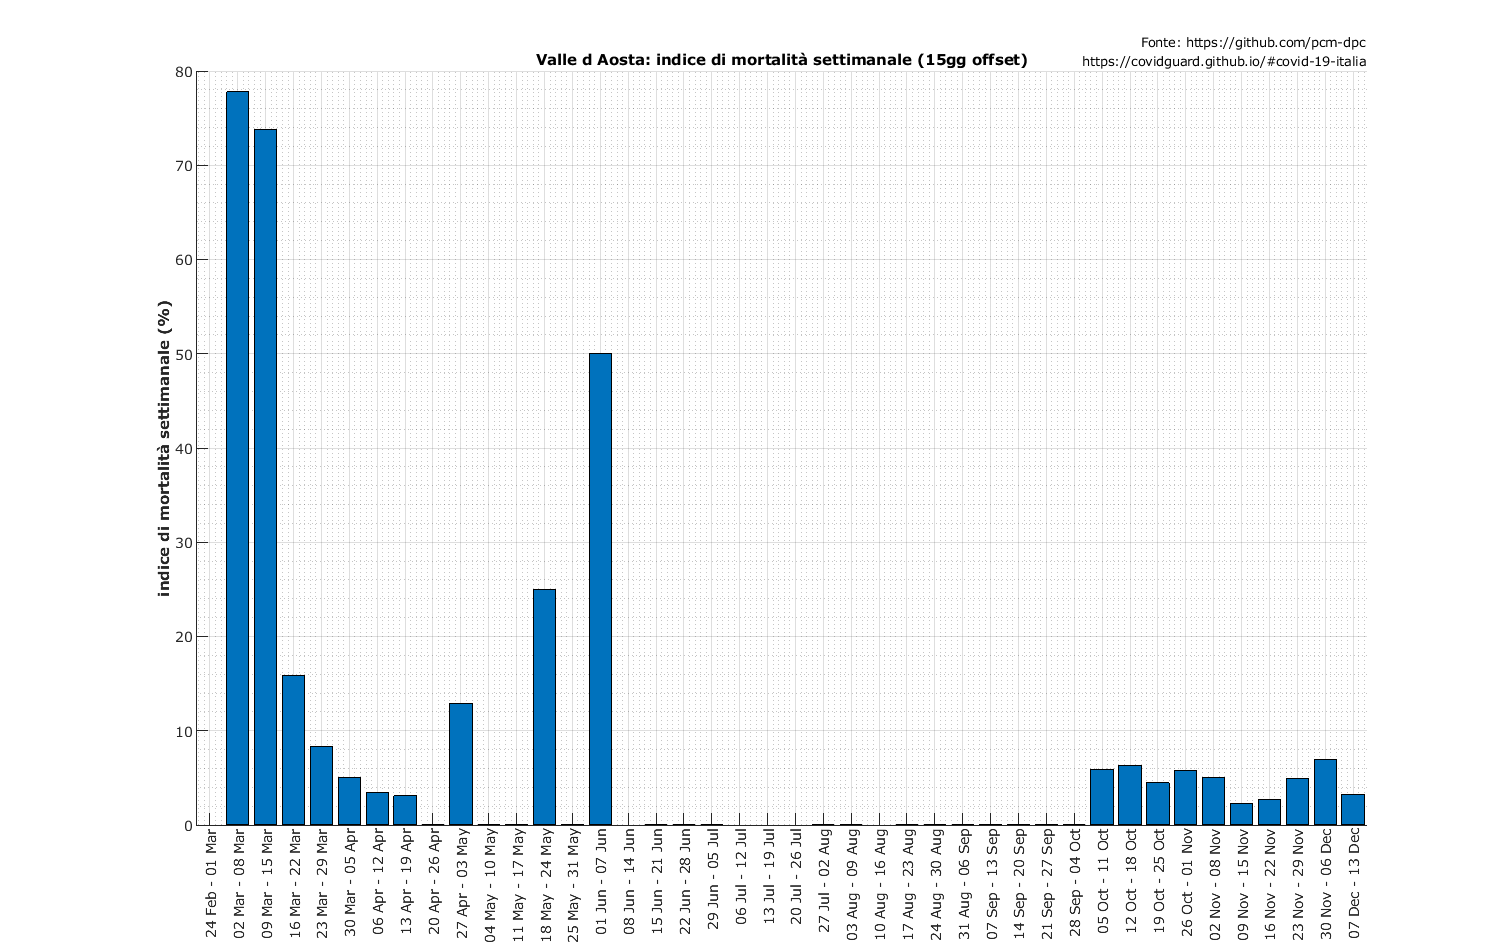 Fonte: https://github.com/pcm-dpc
Valle d Aosta: indice di mortalità settimanale (15gg offset)
https://covidguard.github.io/#covid-19-italia
indice di mortalità settimanale (%)
80
70
60
50
40
30
20
10
0
24 Feb - 01 Mar
02 Mar - 08 Mar
09 Mar - 15 Mar
16 Mar - 22 Mar
23 Mar - 29 Mar
30 Mar - 05 Apr
06 Apr - 12 Apr
13 Apr - 19 Apr
20 Apr - 26 Apr
27 Apr - 03 May
04 May - 10 May
11 May - 17 May
18 May - 24 May
25 May - 31 May
01 Jun - 07 Jun
08 Jun - 14 Jun
15 Jun - 21 Jun
22 Jun - 28 Jun
29 Jun - 05 Jul
06 Jul - 12 Jul
13 Jul - 19 Jul
20 Jul - 26 Jul
27 Jul - 02 Aug
03 Aug - 09 Aug
10 Aug - 16 Aug
17 Aug - 23 Aug
24 Aug - 30 Aug
31 Aug - 06 Sep
07 Sep - 13 Sep
14 Sep - 20 Sep
21 Sep - 27 Sep
28 Sep - 04 Oct
05 Oct - 11 Oct
12 Oct - 18 Oct
19 Oct - 25 Oct
26 Oct - 01 Nov
02 Nov - 08 Nov
09 Nov - 15 Nov
16 Nov - 22 Nov
23 Nov - 29 Nov
30 Nov - 06 Dec
07 Dec - 13 Dec